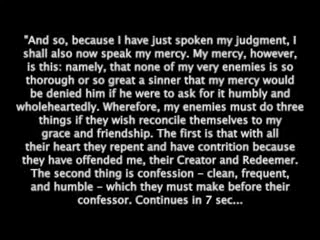 "And so, because I have just spoken my judgment, I
shall also now speak my mercy. My mercy, however,
is this: namely, that none of my very enemies is so
thorough or so great a sinner that my mercy would
be denied him if he were to ask for it humbly and
wholeheartedly. Wherefore, my enemies must do three
things if they wish reconcile themselves to my
grace and friendship. The first is that with all
their heart they repent and have contrition because
they have offended me, their Creator and Redeemer.
The second thing is confession - clean, frequent,
and humble - which they must make before their
confessor. Continues in 7 sec...